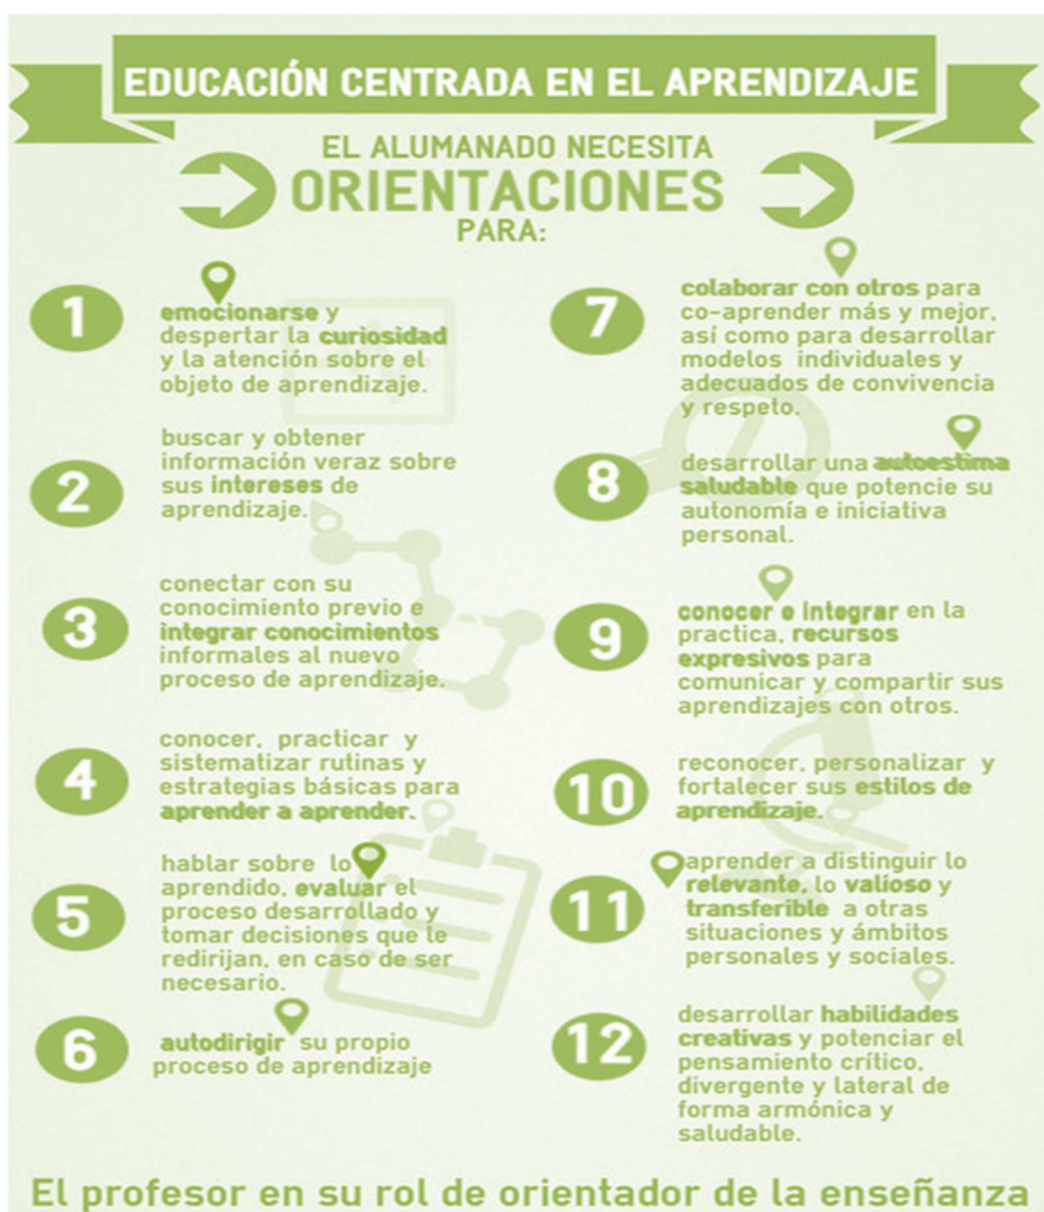 EDUCACIÓN CENTRADA EN EL APRENDIZAJE
EL ALUMANADO NECESITA
ORIENTACIONES
PARA:
1
emocionarse y
despertar la curiosidad
y la atención sobre el
objeto de aprendizaje.
2
buscar y obtener
información veraz sobre
sus intereses de
aprendizaje.
3
conectar con su
conocimiento previo e
integrar conocimientos
informales al nuevo
proceso de aprendizaje.
4
conocer, practicar y
sistematizar rutinas y
estrategias básicas para
aprender a aprender.
5
hablar sobre lo
aprendido, evaluar el
proceso desarrollado y
tomar decisiones que le
redirijan, en caso de ser
necesario.
6
autodirigir su propio
proceso de aprendizaje
7
colaborar con otros para
co-aprender más y mejor,
así como para desarrollar
modelos individuales y
adecuados de convivencia
y respeto.
8
desarrollar una autoestima
saludable que potencie su
autonomía e iniciativa
personal.
9
conocer e integrar en la
practica, recursos
expresivos para
comunicar y compartir sus
aprendizajes con otros.
10
reconocer, personalizar y
fortalecer sus estilos de
aprendizaje.
11
aprender a distinguir lo
relevante, lo valioso y
transferible a otras
situaciones y ámbitos
personales y sociales.
12
desarrollar habilidades
creativas y potenciar el
pensamiento crítico,
divergente y lateral de
forma armónica y
saludable.
El profesor en su rol de orientador de la enseñanza